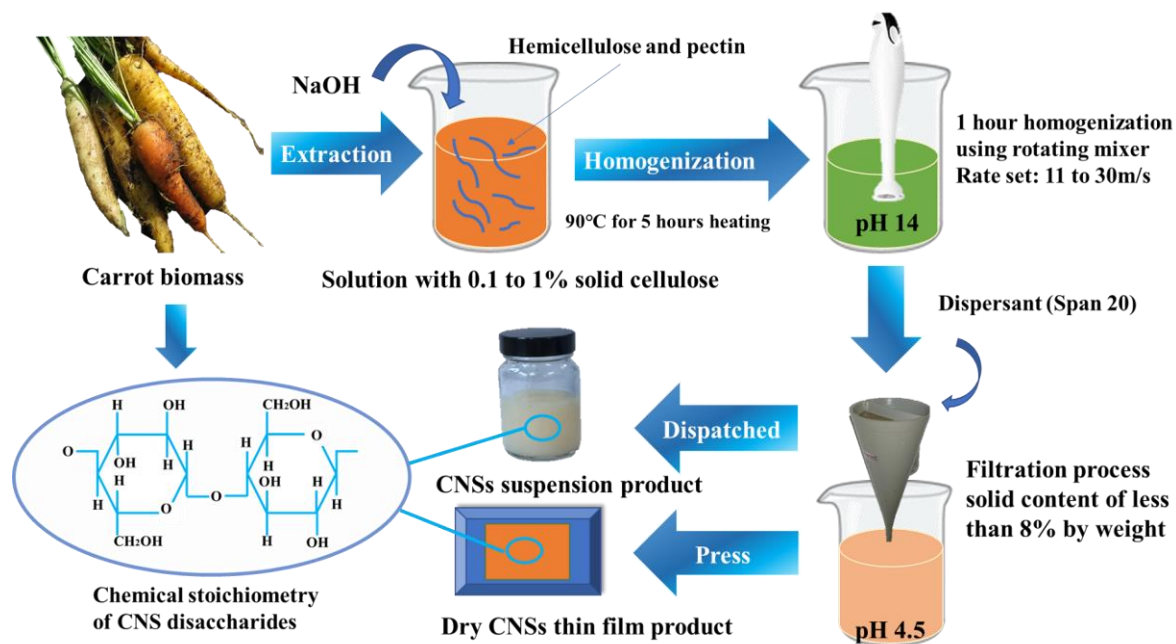 Hemicellulose and pectin
NaOH
Extraction
Homogenization
1 hour homogenization
using rotating mixer
Rate set: 11 to 30m/s
pH 14
90°C for 5 hours heating
Carrot biomass
Solution with 0.1 to 1% solid cellulose
Dispersant (Span 20)
Dispatched
CNSs suspension product
Filtration process
solid content of less
than 8% by weight
Press
pH 4.5
Dry CNSs thin film product
H
OH
CH₂OH
O
O
H
OH
H
H
H
OH
H
H
H
O
O
H
CH₂OH
H
OH
Chemical stoichiometry
of CNS disaccharides